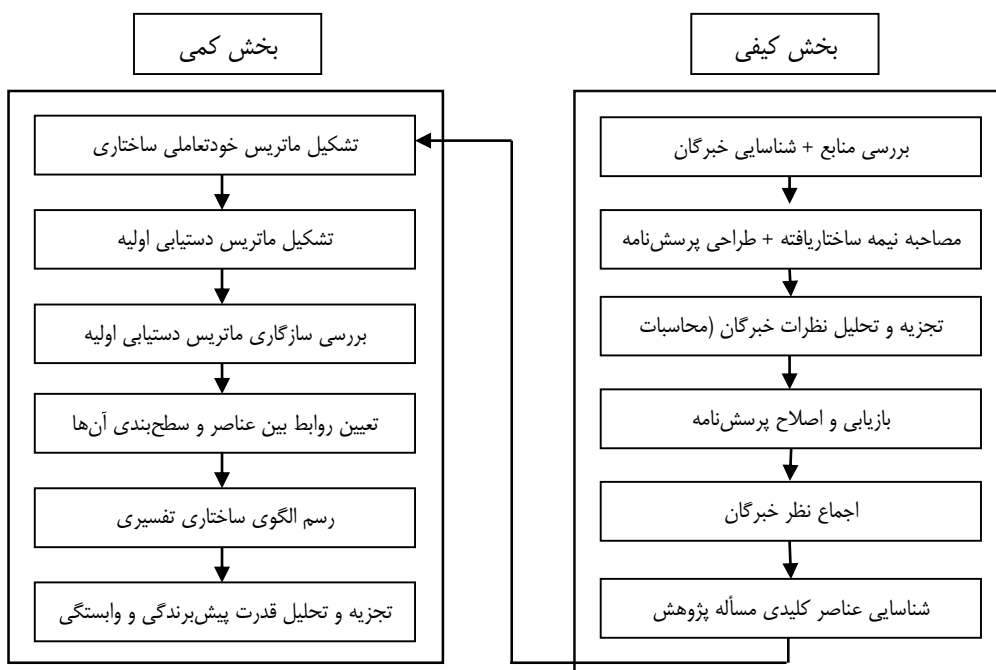 بخش کیفی
بررسی منابع + شناسایی خبرگان
مصاحبه نیمه ساختاریافته + طراحی پرسش‌نامه
تجزیه و تحلیل نظرات خبرگان (محاسبات
بازیابی و اصلاح پرسش‌نامه
اجماع نظر خبرگان
شناسایی عناصر کلیدی مسأله پژوهش
بخش کمی
تشکیل ماتریس خودتعاملی ساختاری
تشکیل ماتریس دستیابی اولیه
بررسی سازگاری ماتریس دستیابی اولیه
تعیین روابط بین عناصر و سطح‌بندی آن‌ها
رسم الگوی ساختاری تفسیری
تجزیه و تحلیل قدرت پیش‌برندگی و وابستگی